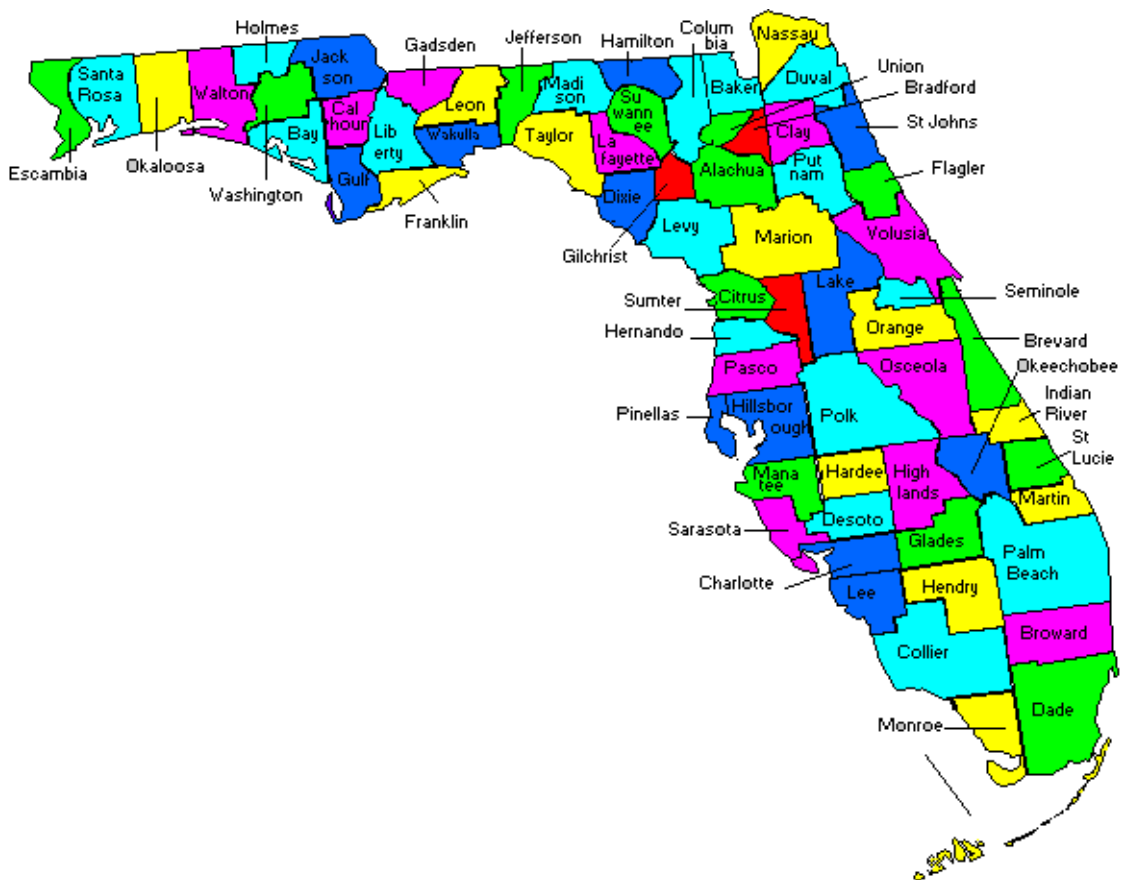 Holmes
Jack
son
Gadsden
Jefferson
Hamilton
Colum
bia
Nassau
Santa
Rosa
Walton
Leon
Madi
son
Su
wann
ee
Baker
Duval
Union
Bradford
Cal
hour
Lib
erty
Bay
Wakulla
Taylor
La
fayette
Clay
St Johns
Escambia
Okaloosa
Washington
Gulf
Franklin
Dixie
Alachua
Put
nam
Flagler
Gilchrist
Levy
Marion
Volusia
Sumter
Citrus
Lake
Seminole
Hernando
Orange
Brevard
Pasco
Osceola
Okeechobee
Pinellas
Hillsbor
ough
Polk
Indian
River
St
Lucie
Mana
tee
Hardee
High
lands
Martin
Sarasota
Desoto
Glades
Palm
Beach
Charlotte
Lee
Hendry
Broward
Collier
Monroe
Dade